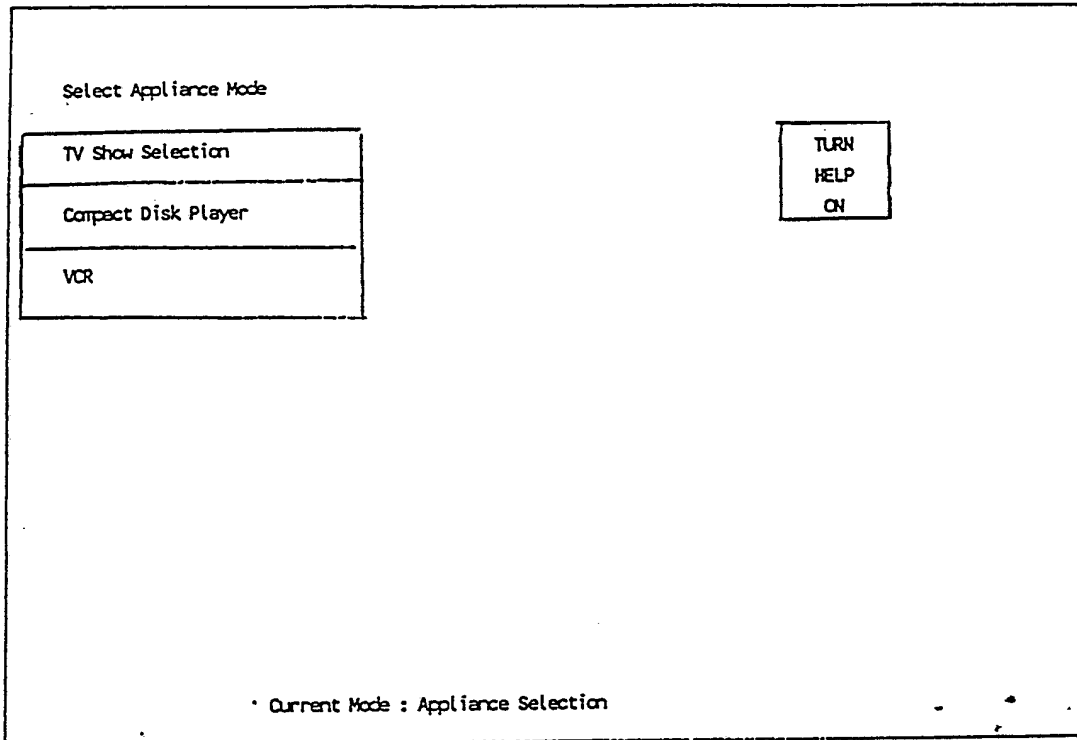 Select Appliance Mode
TV Show Selection
Compact Disk Player
VCR
TURN
HELP
ON
Current Mode : Appliance Selection